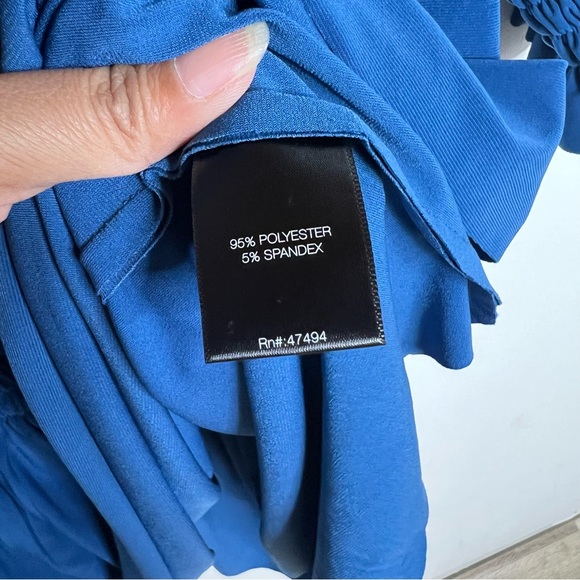 95% POLYESTER
5% SPANDEX
Rn#:47494